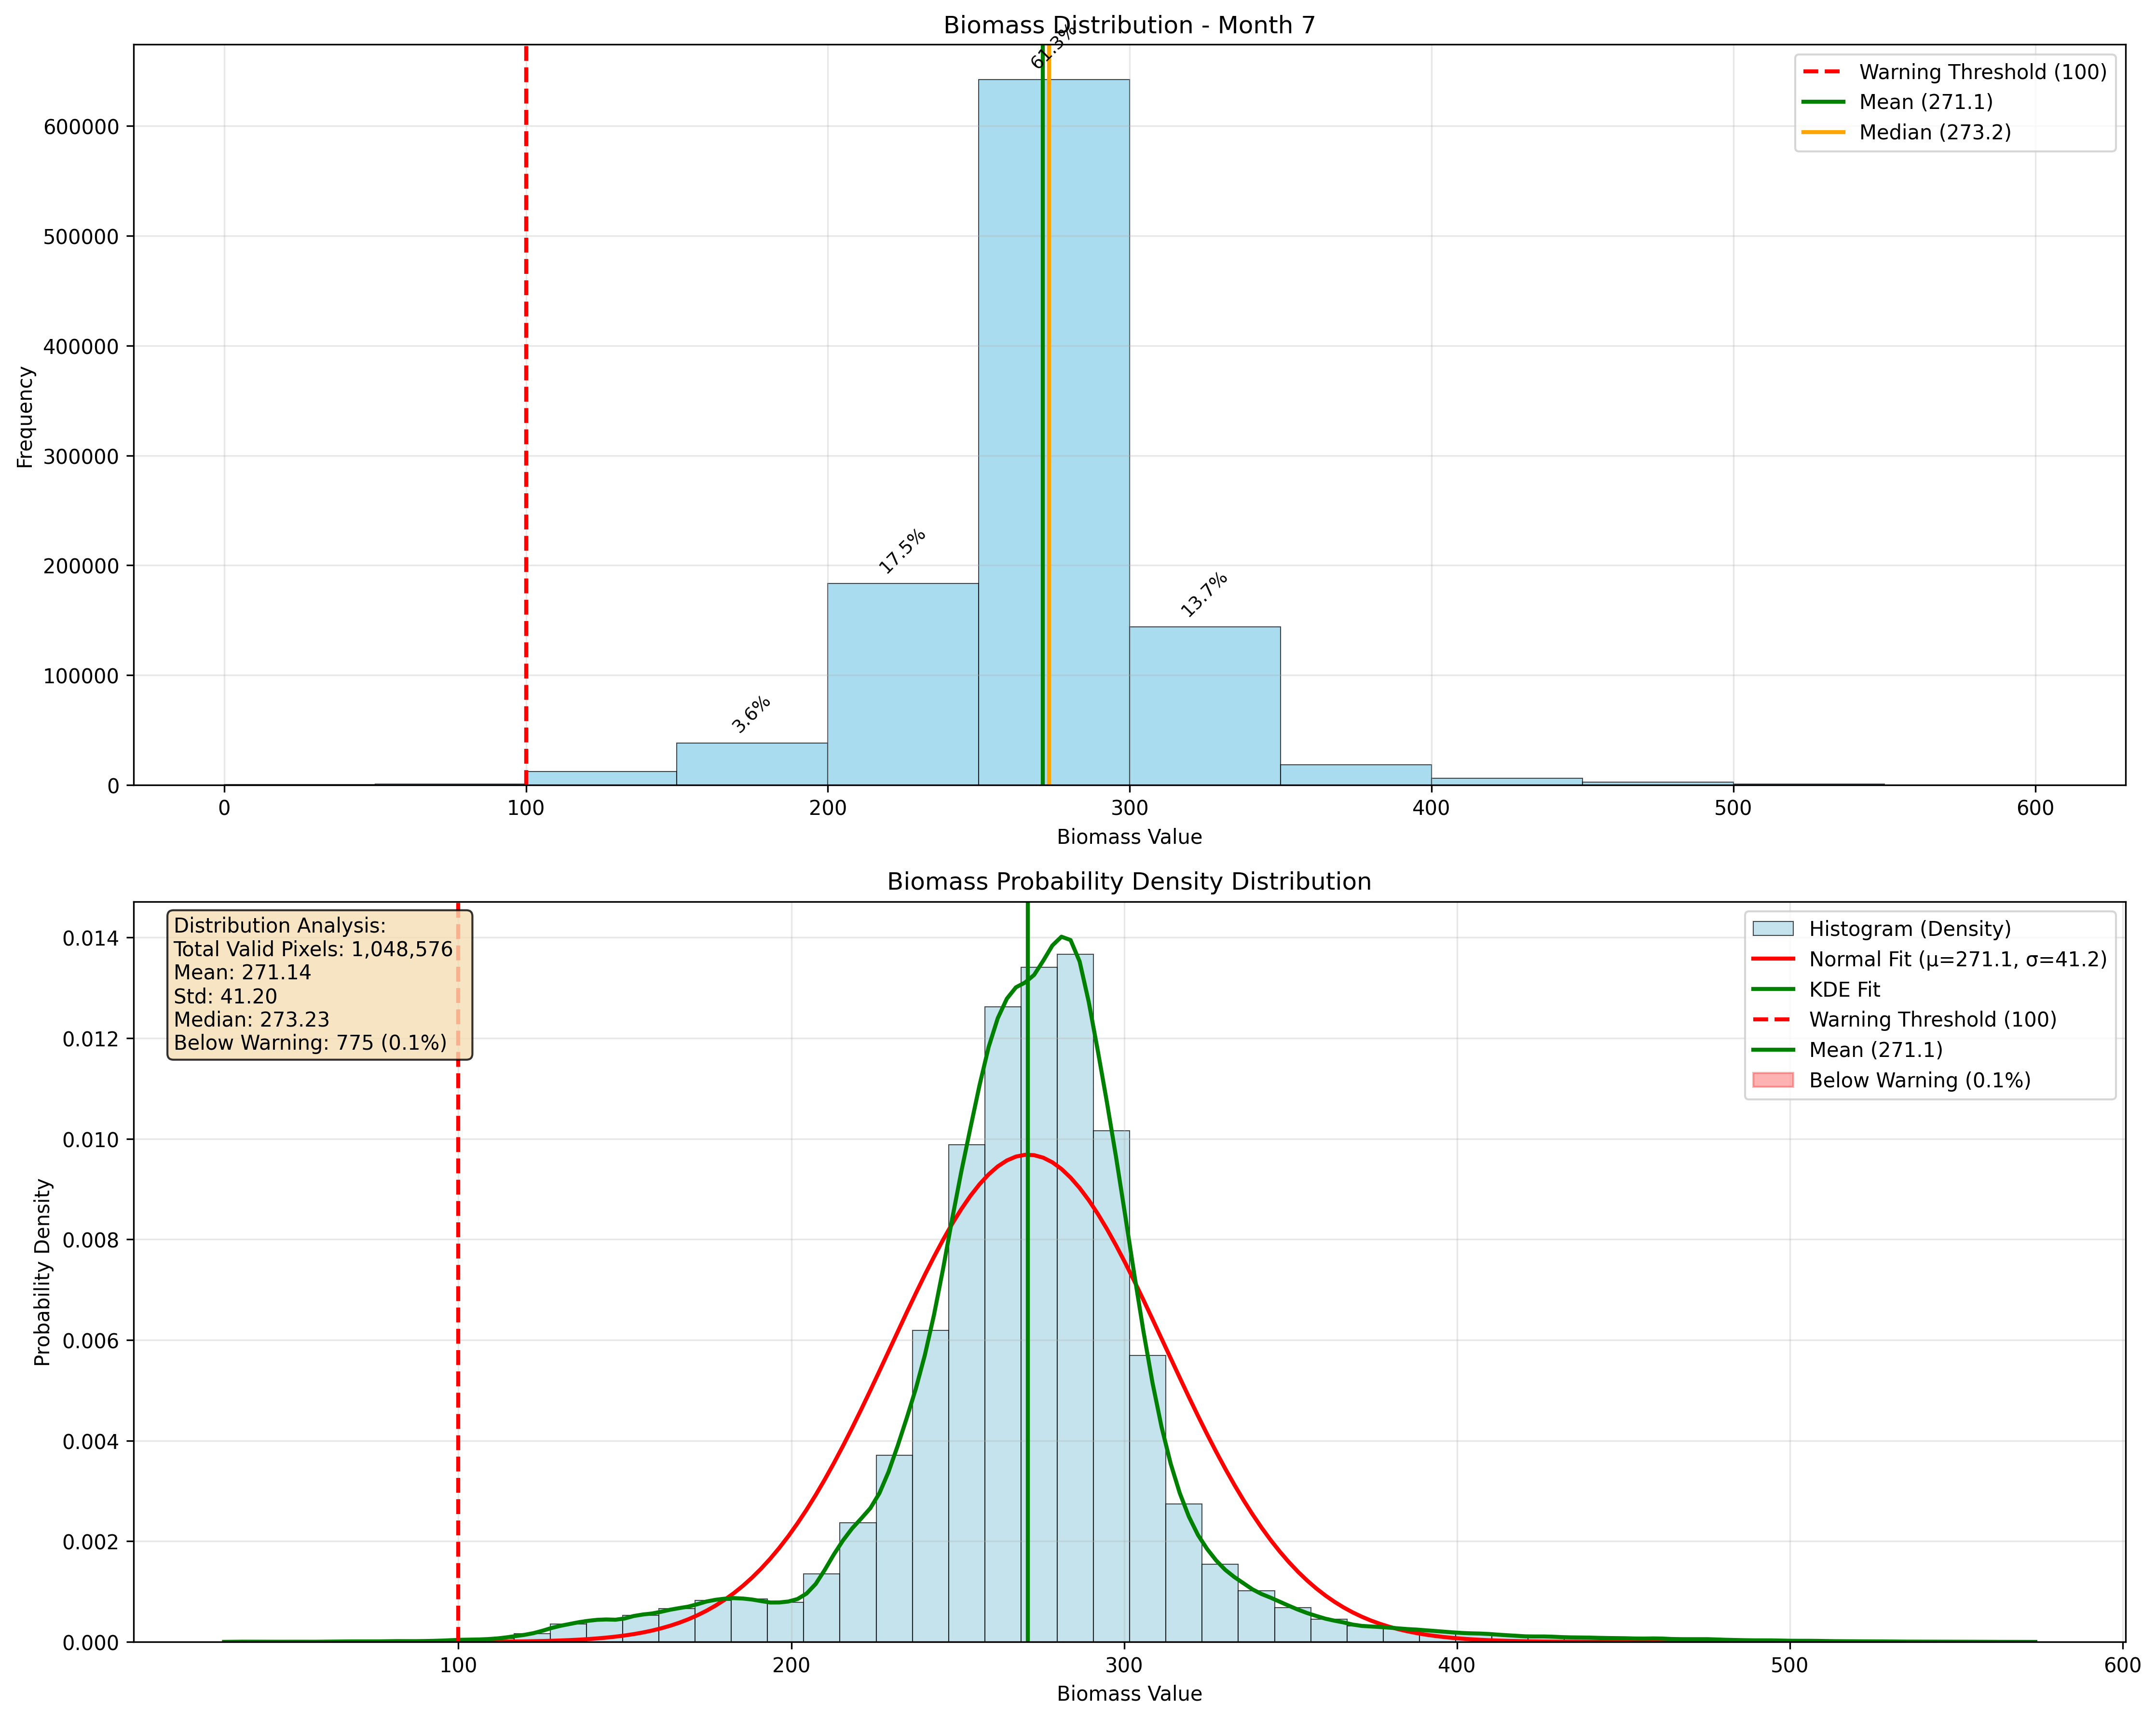 Biomass Distribution - Month 7
61.3%
Warning Threshold (100)
Mean (271.1)
Median (273.2)
600000
500000
400000
300000
200000
100000
0
Frequency
17.5%
13.7%
3.6%
0
100
200
300
400
500
600
Biomass Value
Biomass Probability Density Distribution
Distribution Analysis:
Total Valid Pixels: 1,048,576
Mean: 271.14
Std: 41.20
Median: 273.23
Below Warning: 775 (0.1%)
Histogram (Density)
Normal Fit (μ=271.1, σ=41.2)
KDE Fit
Warning Threshold (100)
Mean (271.1)
Below Warning (0.1%)
0.014
0.012
0.010
0.008
0.006
0.004
0.002
0.000
Probability Density
100
200
300
400
500
600
Biomass Value